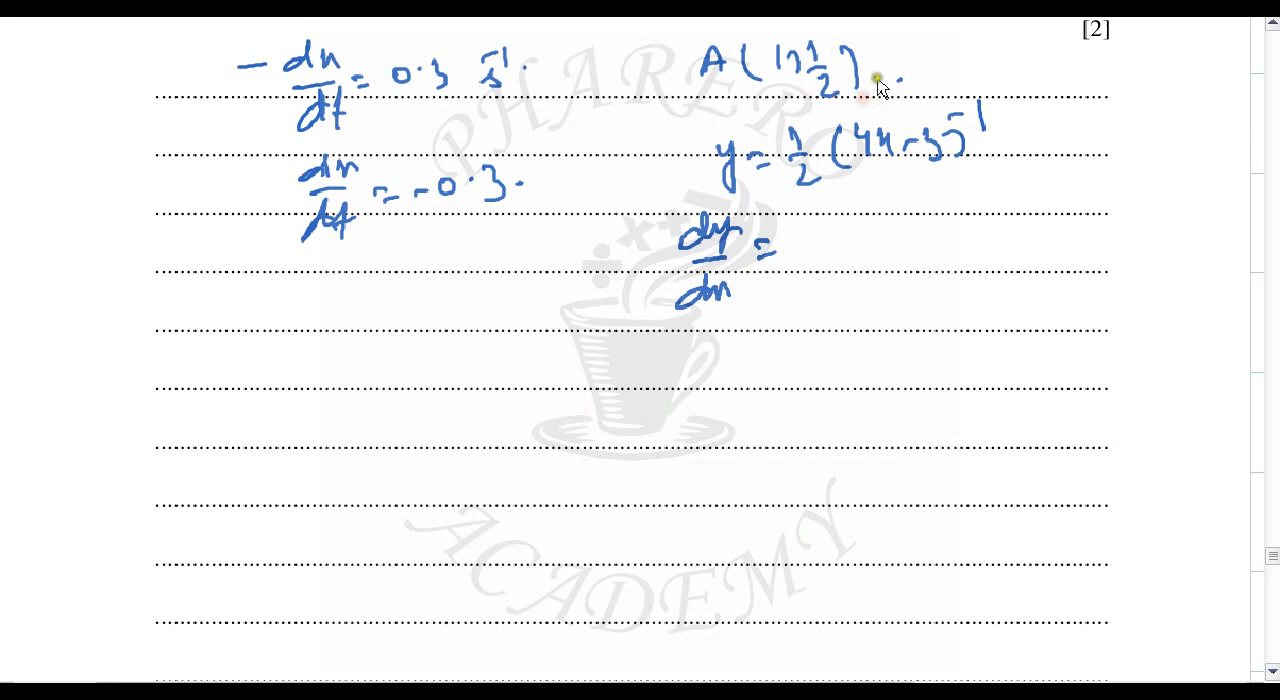 [2]
- dx/dt = 0.3 s^-1.
A (1, 1/2).
y = 1/2 (4x - 3)^-1
dx/dt = -0.3.
dy/dx =
PHARERO
ACADEMY